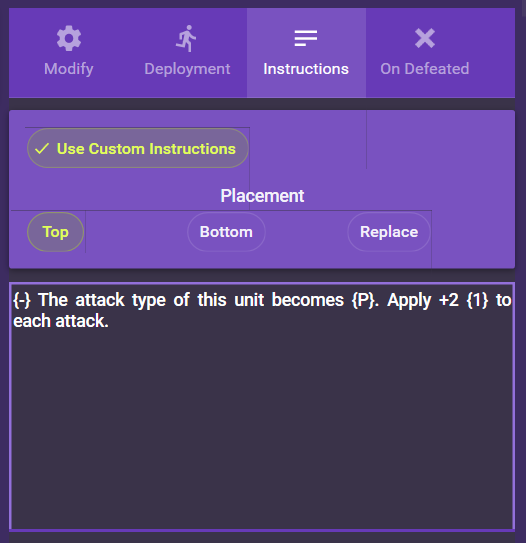 Modify Deployment Instructions On Defeated
Use Custom Instructions
Placement
Top Bottom Replace
{-} The attack type of this unit becomes {P}. Apply +2 {1} to
each attack.